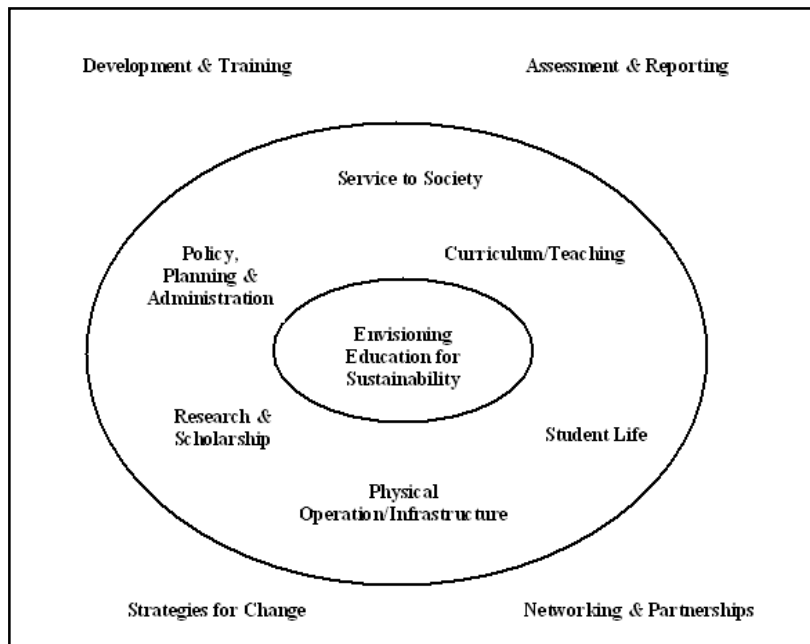 Development & Training
Assessment & Reporting
Service to Society
Policy,
Planning &
Administration
Curriculum/Teaching
Envisioning
Education for
Sustainability
Research &
Scholarship
Student Life
Physical
Operation/Infrastructure
Strategies for Change
Networking & Partnerships